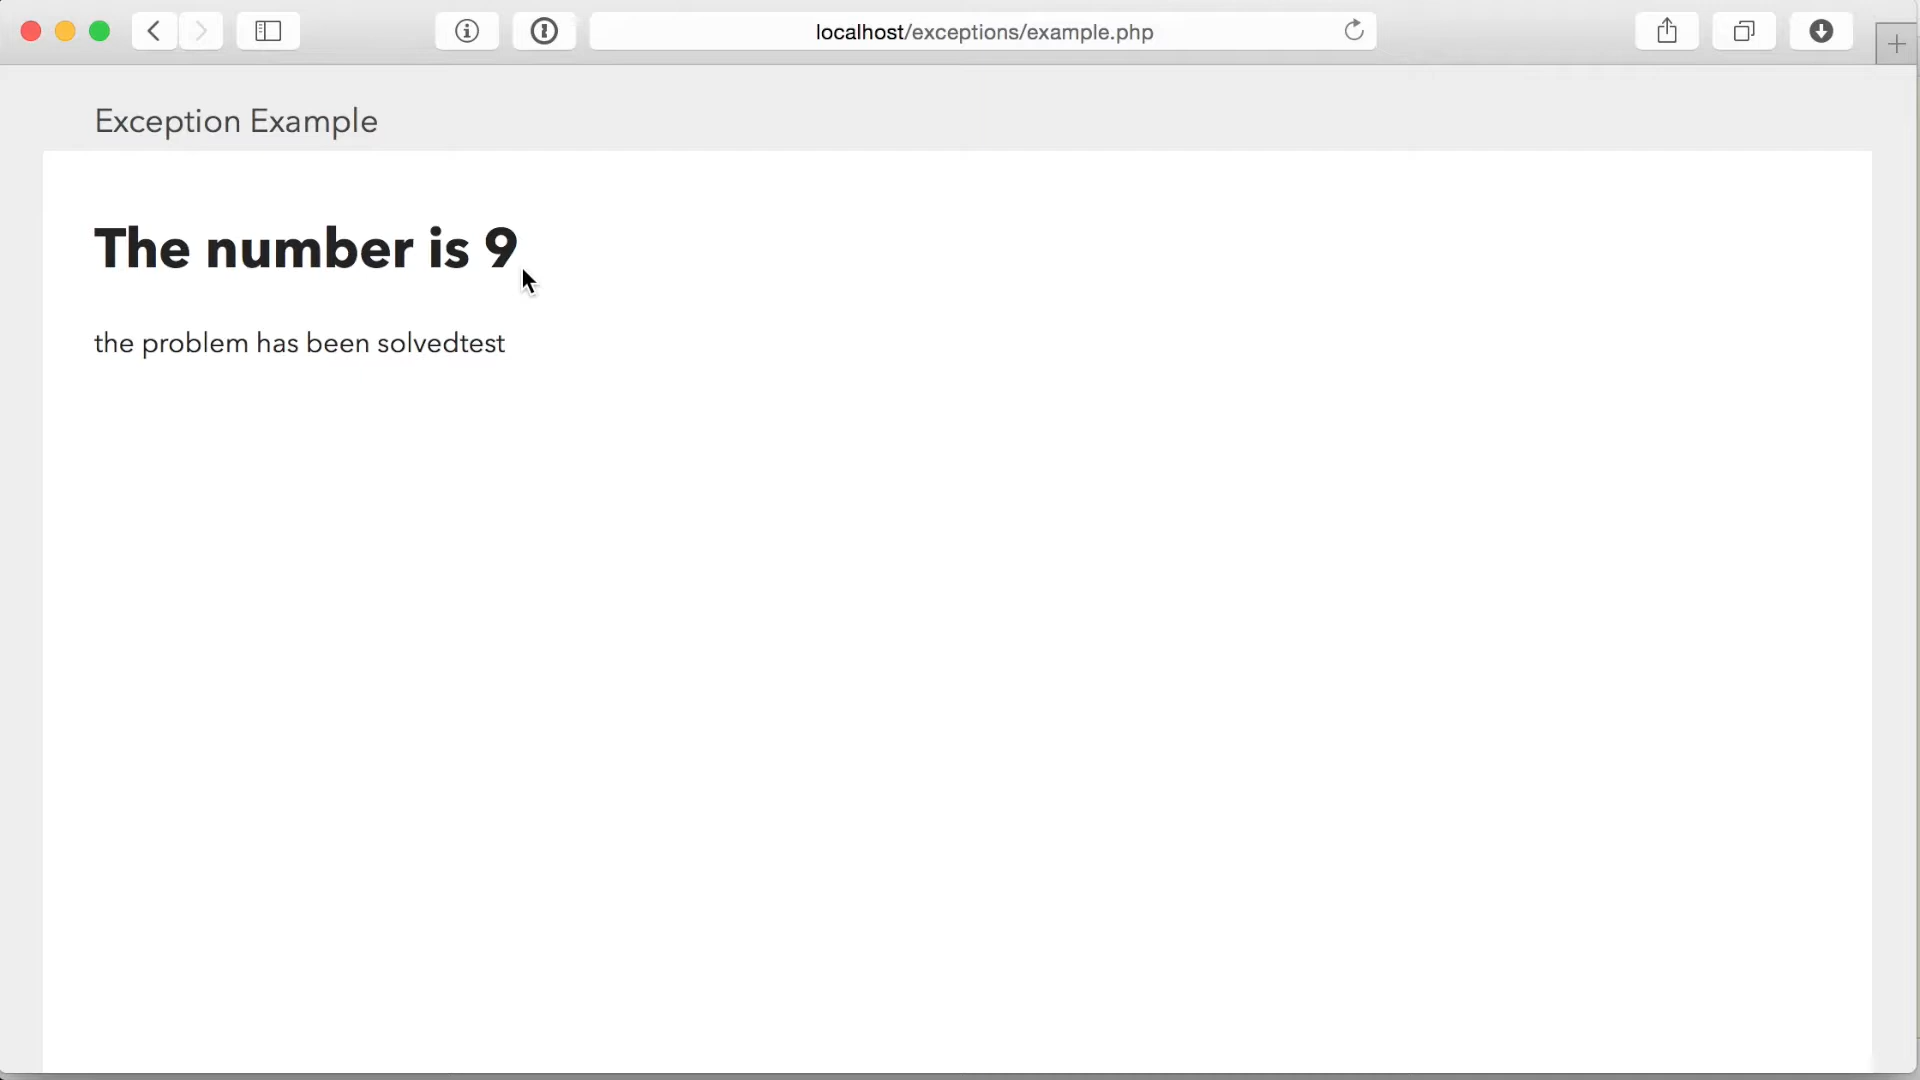 localhost/exceptions/example.php
Exception Example
The number is 9
the problem has been solvedtest